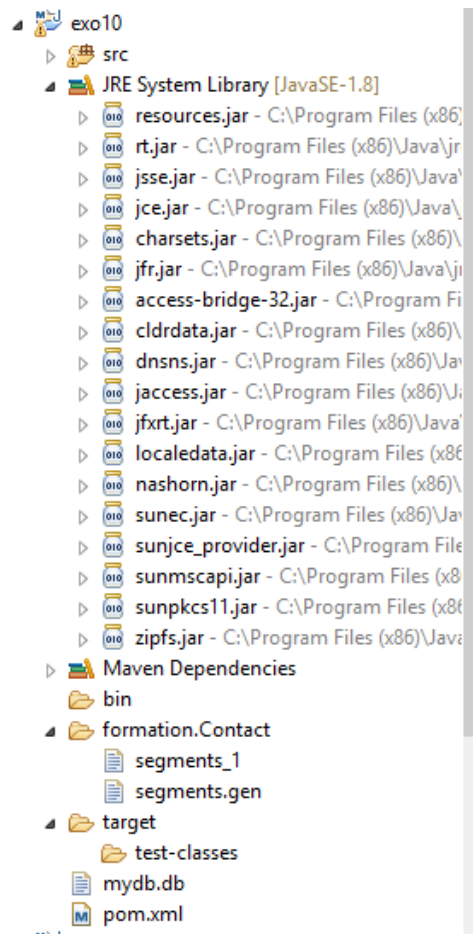 exo10
src
JRE System Library [JavaSE-1.8]
resources.jar - C:\Program Files (x86)
rt.jar - C:\Program Files (x86)\Java\jr
jsse.jar - C:\Program Files (x86)\Java\
jce.jar - C:\Program Files (x86)\Java\j
charsets.jar - C:\Program Files (x86)\
jfr.jar - C:\Program Files (x86)\Java\jr
access-bridge-32.jar - C:\Program Fi
cldrdata.jar - C:\Program Files (x86)\
dnsns.jar - C:\Program Files (x86)\Jav
jaccess.jar - C:\Program Files (x86)\Ja
jfxrt.jar - C:\Program Files (x86)\Java\
localedata.jar - C:\Program Files (x86
nashorn.jar - C:\Program Files (x86)\
sunec.jar - C:\Program Files (x86)\Jav
sunjce_provider.jar - C:\Program File
sunmscapi.jar - C:\Program Files (x8
sunpkcs11.jar - C:\Program Files (x86
zipfs.jar - C:\Program Files (x86)\Java
Maven Dependencies
bin
formation.Contact
segments_1
segments.gen
target
test-classes
mydb.db
pom.xml